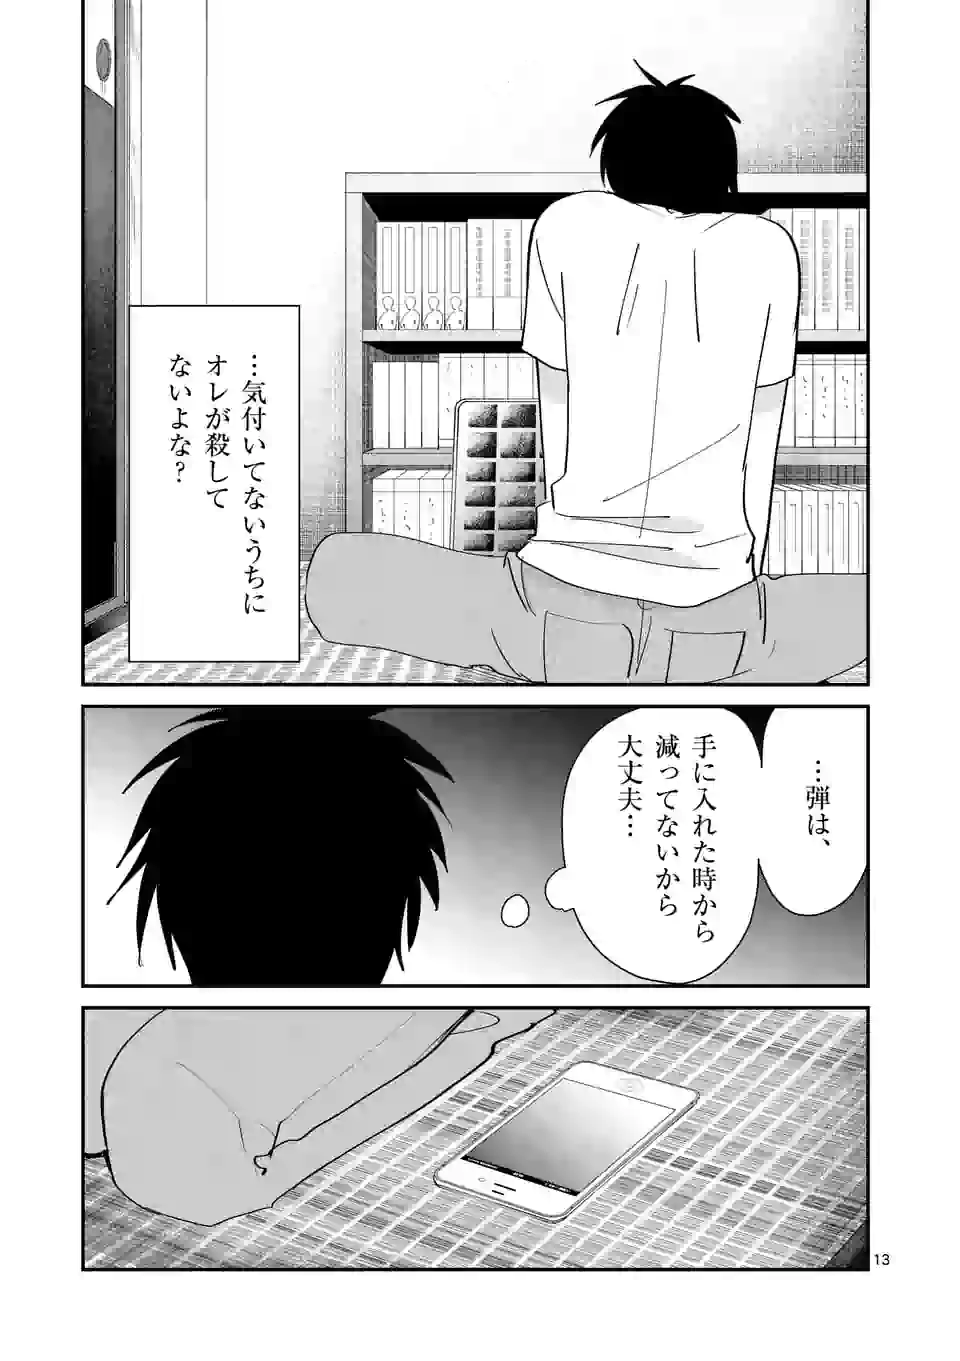 …気付いてないうちに
オレが殺して
ないよな?
…弾は、
手に入れた時から
減ってないから
大丈夫…
13